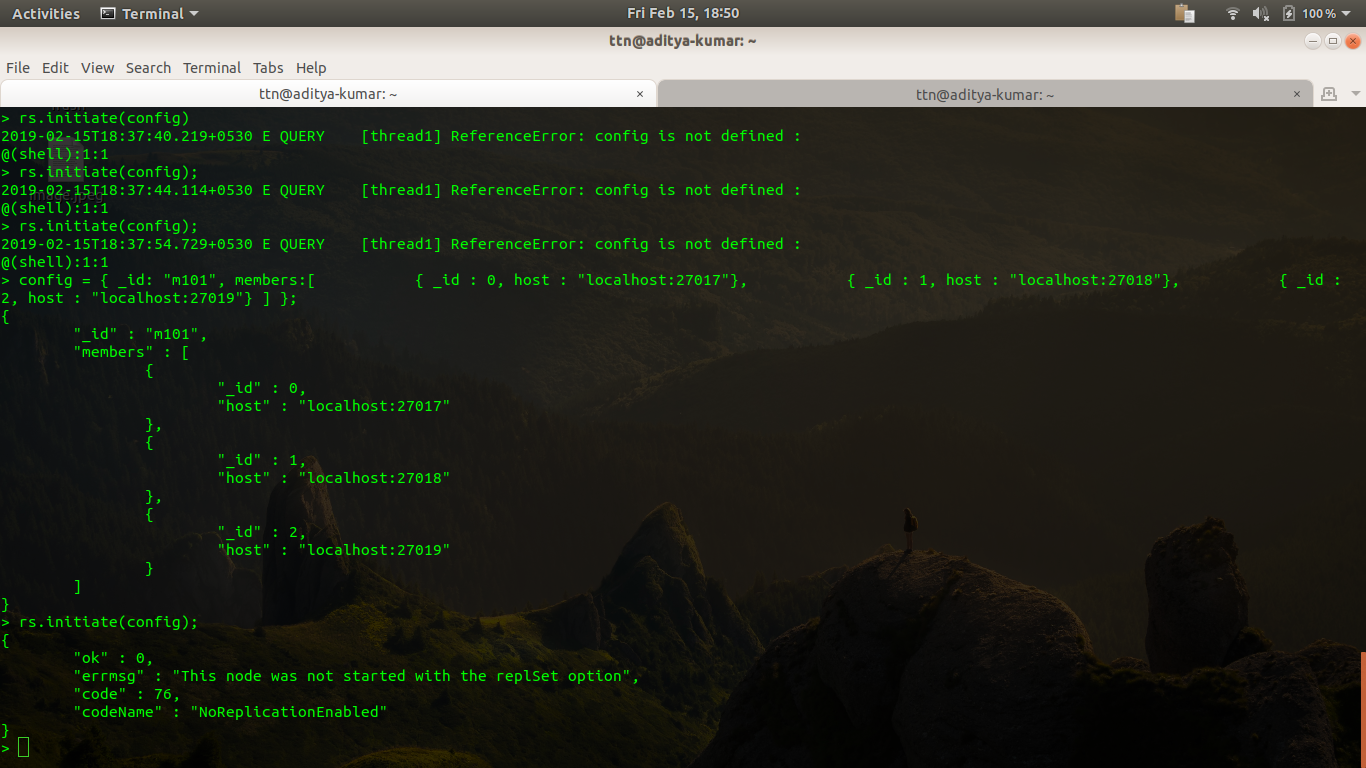 Activities Terminal Fri Feb 15, 18:50 100%
ttn@aditya-kumar: ~
File Edit View Search Terminal Tabs Help
ttn@aditya-kumar: ~ × ttn@aditya-kumar: ~ ×
> rs.initiate(config)
2019-02-15T18:37:40.219+0530 E QUERY    [thread1] ReferenceError: config is not defined :
@(shell):1:1
> rs.initiate(config);
2019-02-15T18:37:44.114+0530 E QUERY    [thread1] ReferenceError: config is not defined :
@(shell):1:1
> rs.initiate(config);
2019-02-15T18:37:54.729+0530 E QUERY    [thread1] ReferenceError: config is not defined :
@(shell):1:1
> config = { _id: "m101", members:[           { _id : 0, host : "localhost:27017"},           { _id : 1, host : "localhost:27018"},           { _id :
2, host : "localhost:27019"} ] };
{
        "_id" : "m101",
        "members" : [
                {
                        "_id" : 0,
                        "host" : "localhost:27017"
                },
                {
                        "_id" : 1,
                        "host" : "localhost:27018"
                },
                {
                        "_id" : 2,
                        "host" : "localhost:27019"
                }
        ]
}
> rs.initiate(config);
{
        "ok" : 0,
        "errmsg" : "This node was not started with the replSet option",
        "code" : 76,
        "codeName" : "NoReplicationEnabled"
}
>